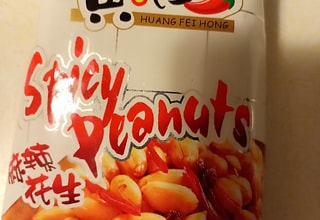 HUANG FEI HONG
Spicy
Peanuts
麻辣
花生